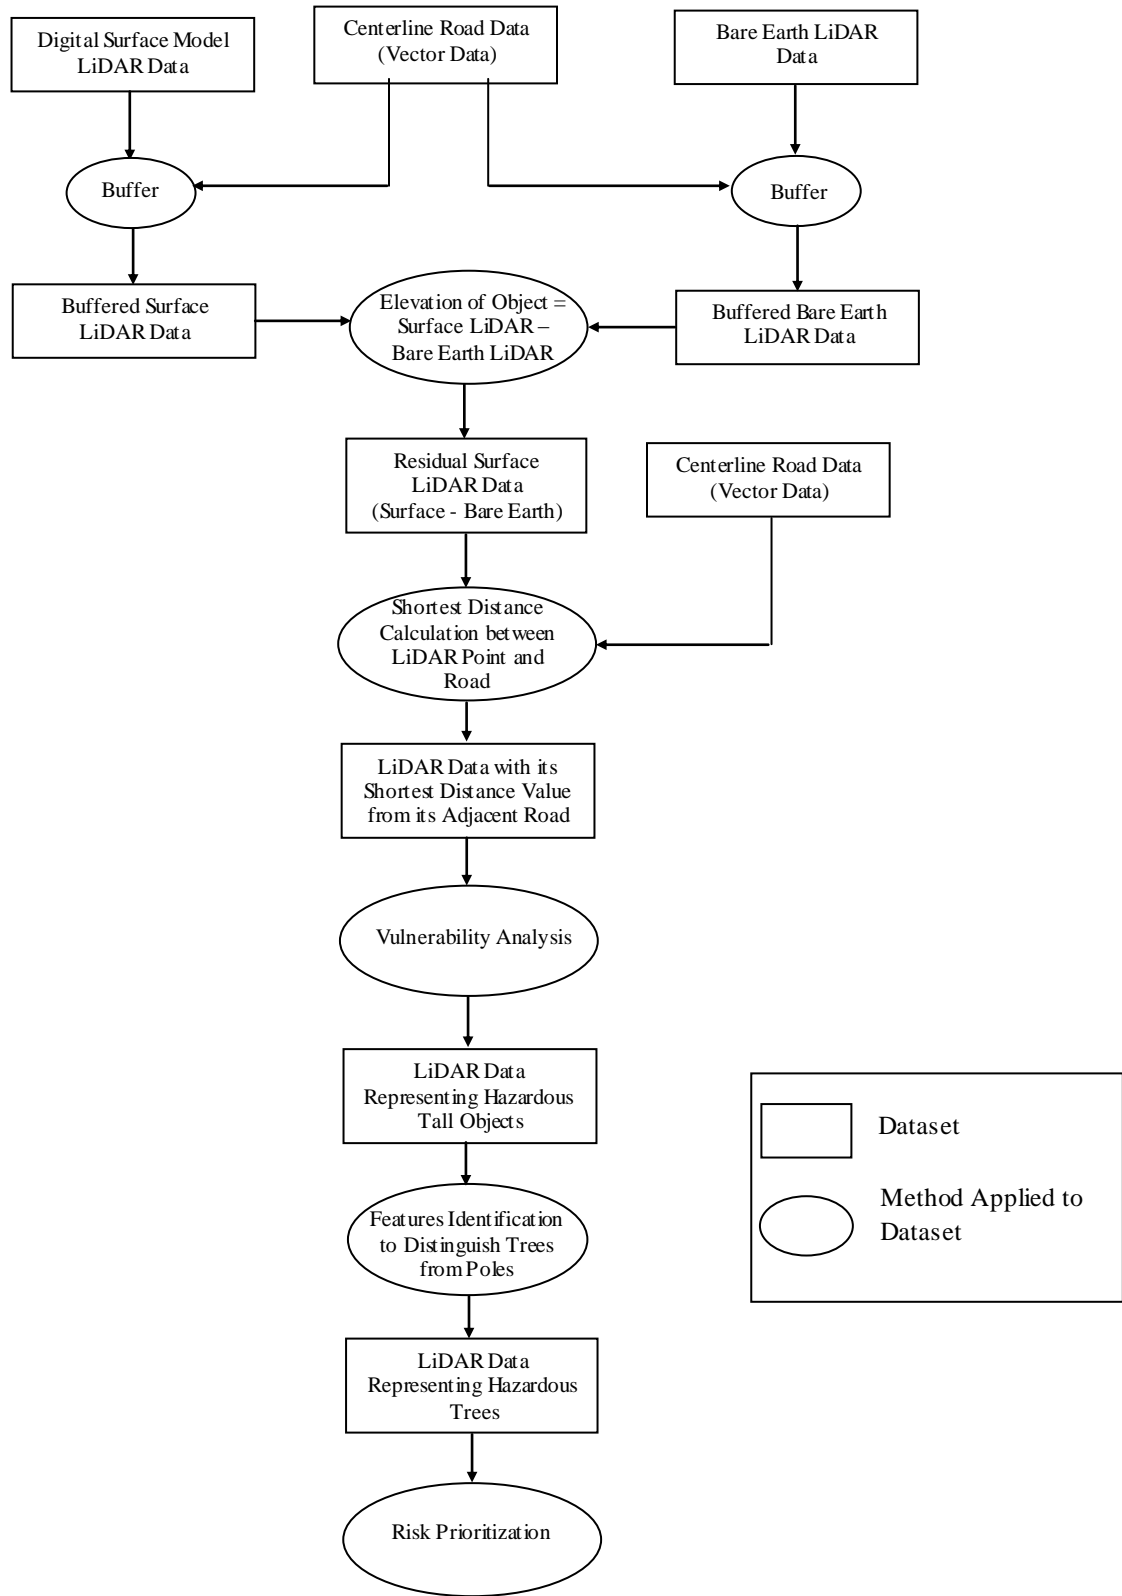 Digital Surface Model
LiDAR Data
Centerline Road Data
(Vector Data)
Bare Earth LiDAR
Data
Buffer
Buffer
Buffered Surface
LiDAR Data
Elevation of Object =
Surface LiDAR –
Bare Earth LiDAR
Buffered Bare Earth
LiDAR Data
Residual Surface
LiDAR Data
(Surface - Bare Earth)
Centerline Road Data
(Vector Data)
Shortest Distance
Calculation between
LiDAR Point and
Road
LiDAR Data with its
Shortest Distance Value
from its Adjacent Road
Vulnerability Analysis
LiDAR Data
Representing Hazardous
Tall Objects
Features Identification
to Distinguish Trees
from Poles
LiDAR Data
Representing Hazardous
Trees
Risk Prioritization
Dataset
Method Applied to
Dataset